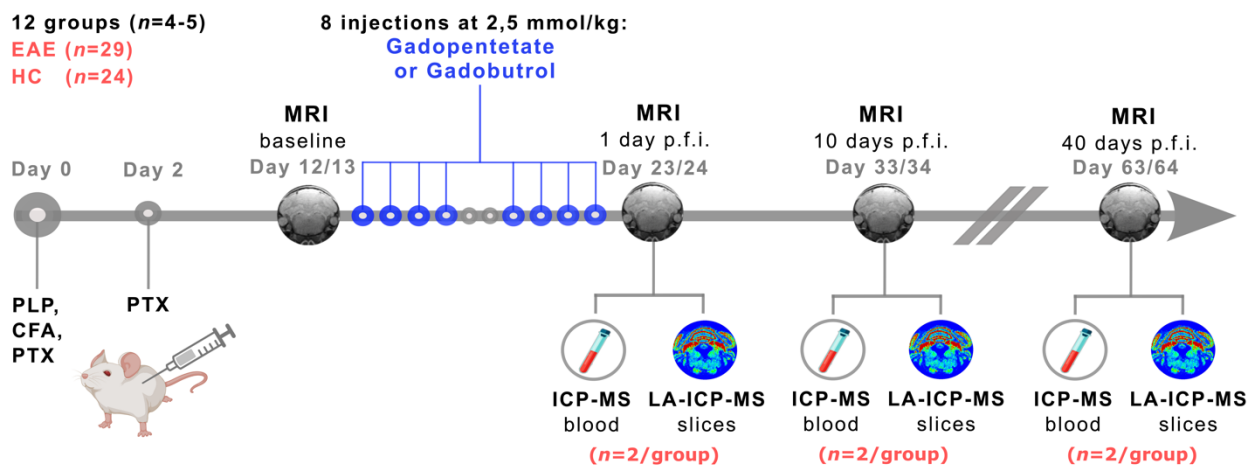 12 groups (n=4-5)
EAE (n=29)
HC (n=24)
8 injections at 2,5 mmol/kg:
Gadopentetate
or Gadobutrol
MRI
baseline
Day 12/13
MRI
1 day p.f.i.
Day 23/24
MRI
10 days p.f.i.
Day 33/34
MRI
40 days p.f.i.
Day 63/64
Day 0
Day 2
PLP,
CFA,
PTX
PTX
ICP-MS
blood
LA-ICP-MS
slices
(n=2/group)
ICP-MS
blood
LA-ICP-MS
slices
(n=2/group)
ICP-MS
blood
LA-ICP-MS
slices
(n=2/group)